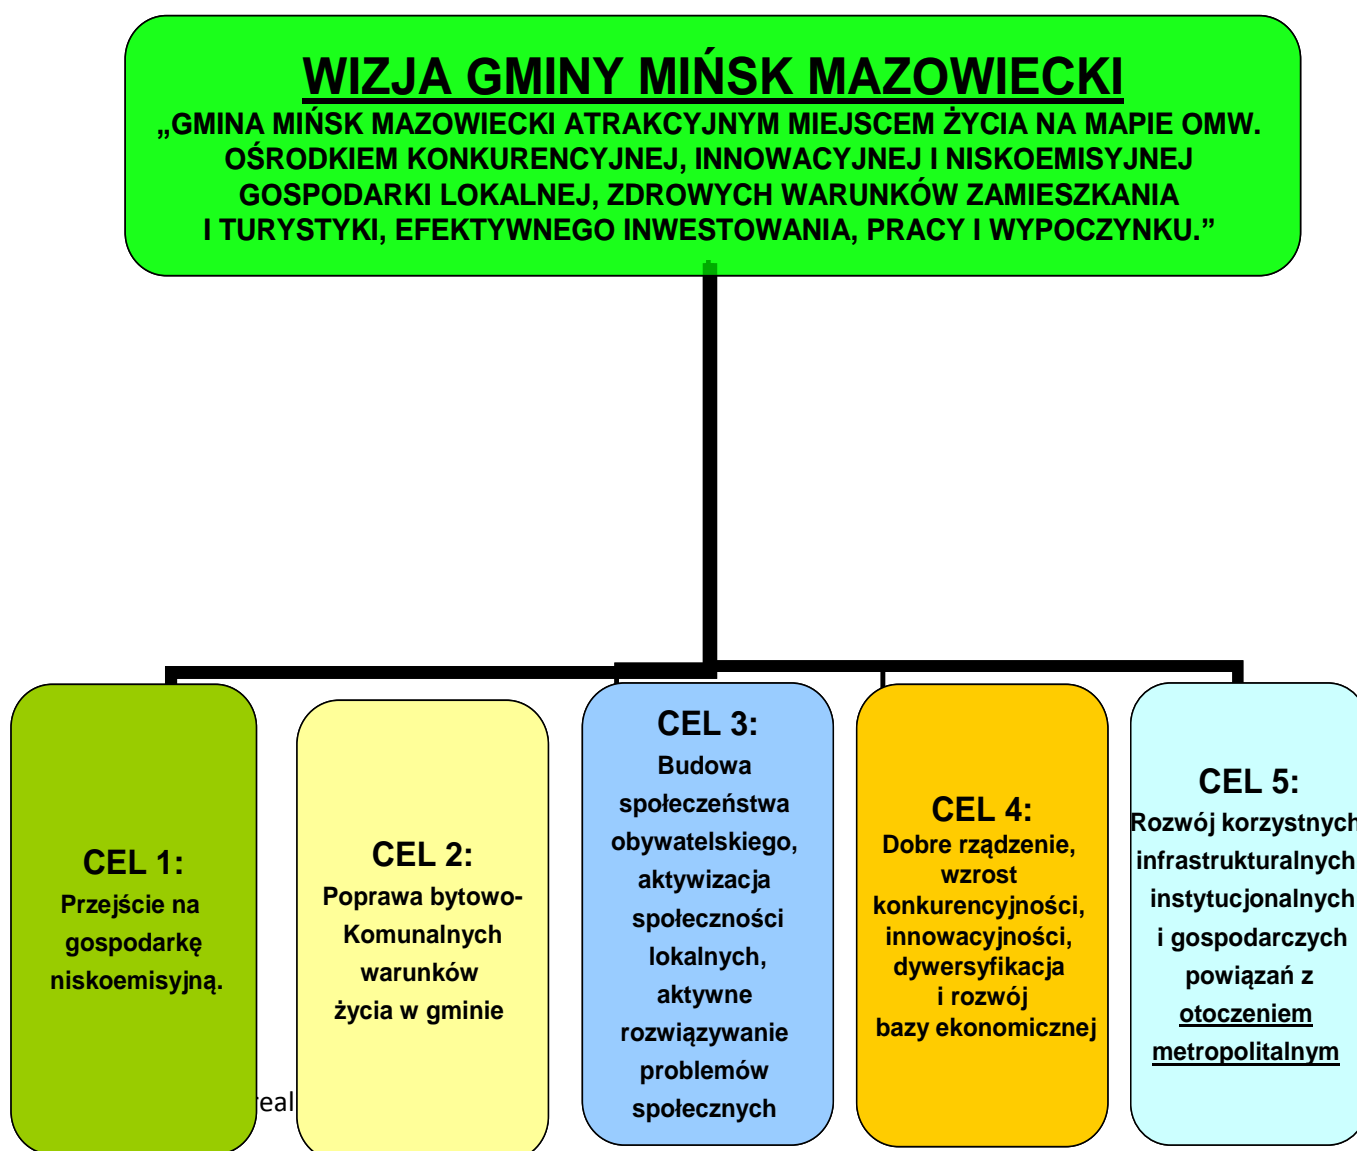 WIZJA GMINY MIŃSK MAZOWIECKI
„GMINA MIŃSK MAZOWIECKI ATRAKCYJNYM MIEJSCEM ŻYCIA NA MAPIE OMW.
OŚRODKIEM KONKURENCYJNEJ, INNOWACYJNEJ I NISKOEMISYJNEJ
GOSPODARKI LOKALNEJ, ZDROWYCH WARUNKÓW ZAMIESZKANIA
I TURYSTYKI, EFEKTYWNEGO INWESTOWANIA, PRACY I WYPOCZYNKU.”
CEL 1:
Przejście na
gospodarkę
niskoemisyjną.
CEL 2:
Poprawa bytowo-
Komunalnych
warunków
życia w gminie
CEL 3:
Budowa
społeczeństwa
obywatelskiego,
aktywizacja
społeczności
lokalnych,
aktywne
rozwiązywanie
problemów
społecznych
CEL 4:
Dobre rządzenie,
wzrost
konkurencyjności,
innowacyjności,
dywersyfikacja
i rozwój
bazy ekonomicznej
CEL 5:
Rozwój korzystnych
infrastrukturalnych
instytucjonalnych
i gospodarczych
powiązań z
otoczeniem
metropolitalnym